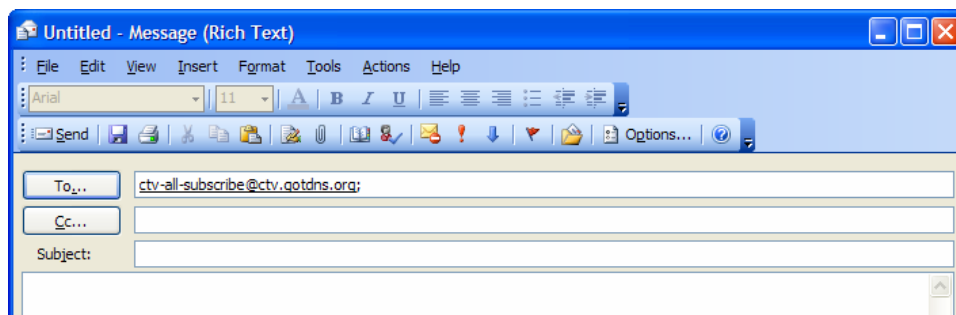 Untitled - Message (Rich Text)
File Edit View Insert Format Tools Actions Help
Arial 11 A B I U
Send Options...
To... ctv-all-subscribe@ctv.gotdns.org;
Cc...
Subject: